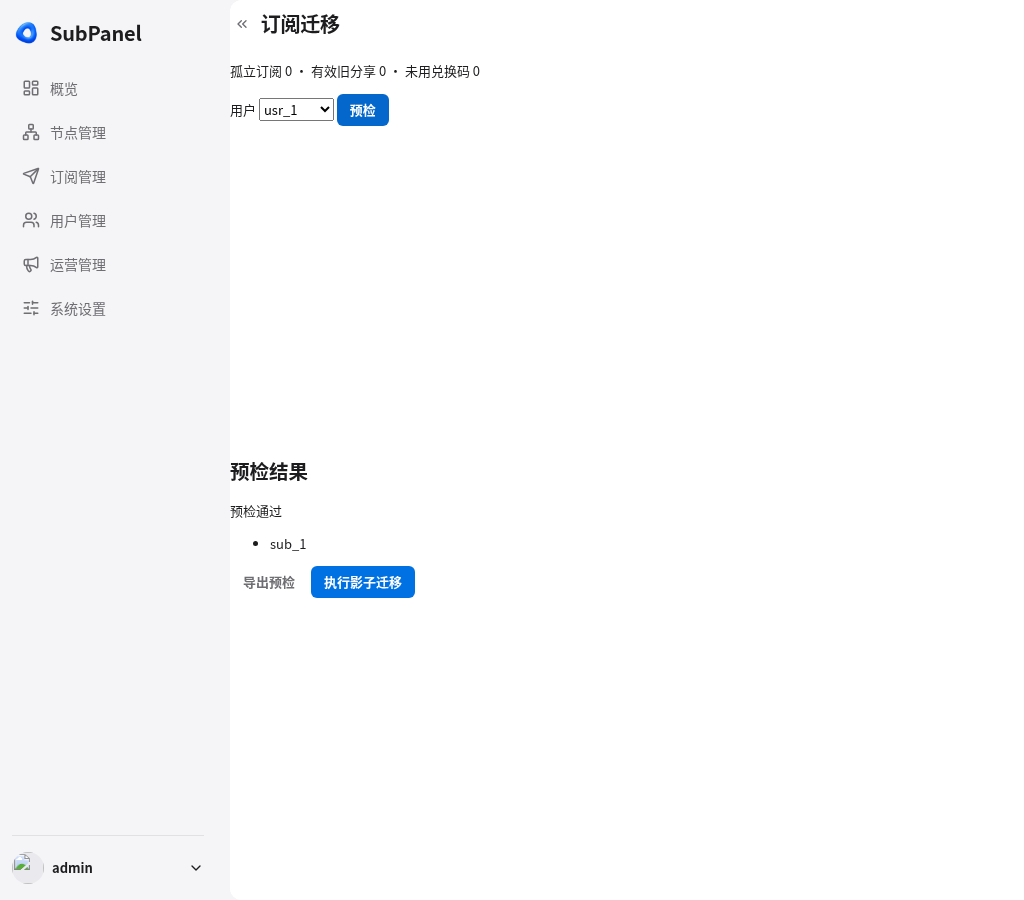 SubPanel
概览
节点管理
订阅管理
用户管理
运营管理
系统设置
admin
订阅迁移
孤立订阅 0 · 有效旧分享 0 · 未用兑换码 0
用户 usr_1 预检
预检结果
预检通过
sub_1
导出预检 执行影子迁移